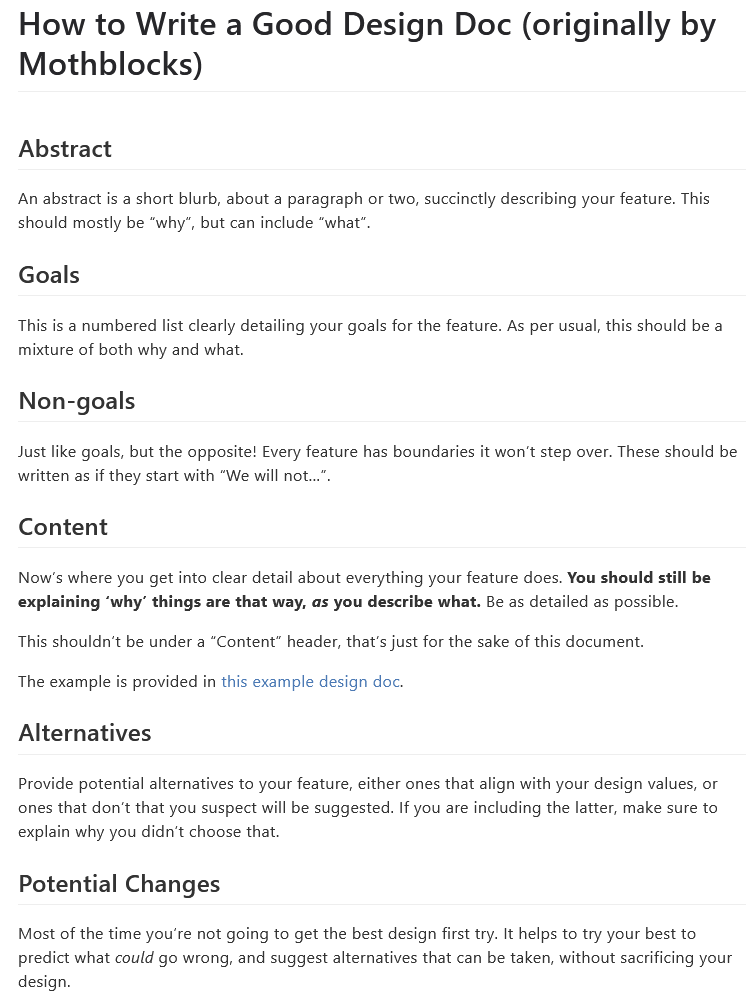 How to Write a Good Design Doc (originally by
Mothblocks)
Abstract
An abstract is a short blurb, about a paragraph or two, succinctly describing your feature. This
should mostly be “why“, but can include “what“.
Goals
This is a numbered list clearly detailing your goals for the feature. As per usual, this should be a
mixture of both why and what.
Non-goals
Just like goals, but the opposite! Every feature has boundaries it won’t step over. These should be
written as if they start with “We will not…”.
Content
Now’s where you get into clear detail about everything your feature does. You should still be
explaining ‘why’ things are that way, as you describe what. Be as detailed as possible.
This shouldn’t be under a “Content” header, that’s just for the sake of this document.
The example is provided in this example design doc.
Alternatives
Provide potential alternatives to your feature, either ones that align with your design values, or
ones that don’t that you suspect will be suggested. If you are including the latter, make sure to
explain why you didn’t choose that.
Potential Changes
Most of the time you’re not going to get the best design first try. It helps to try your best to
predict what could go wrong, and suggest alternatives that can be taken, without sacrificing your
design.